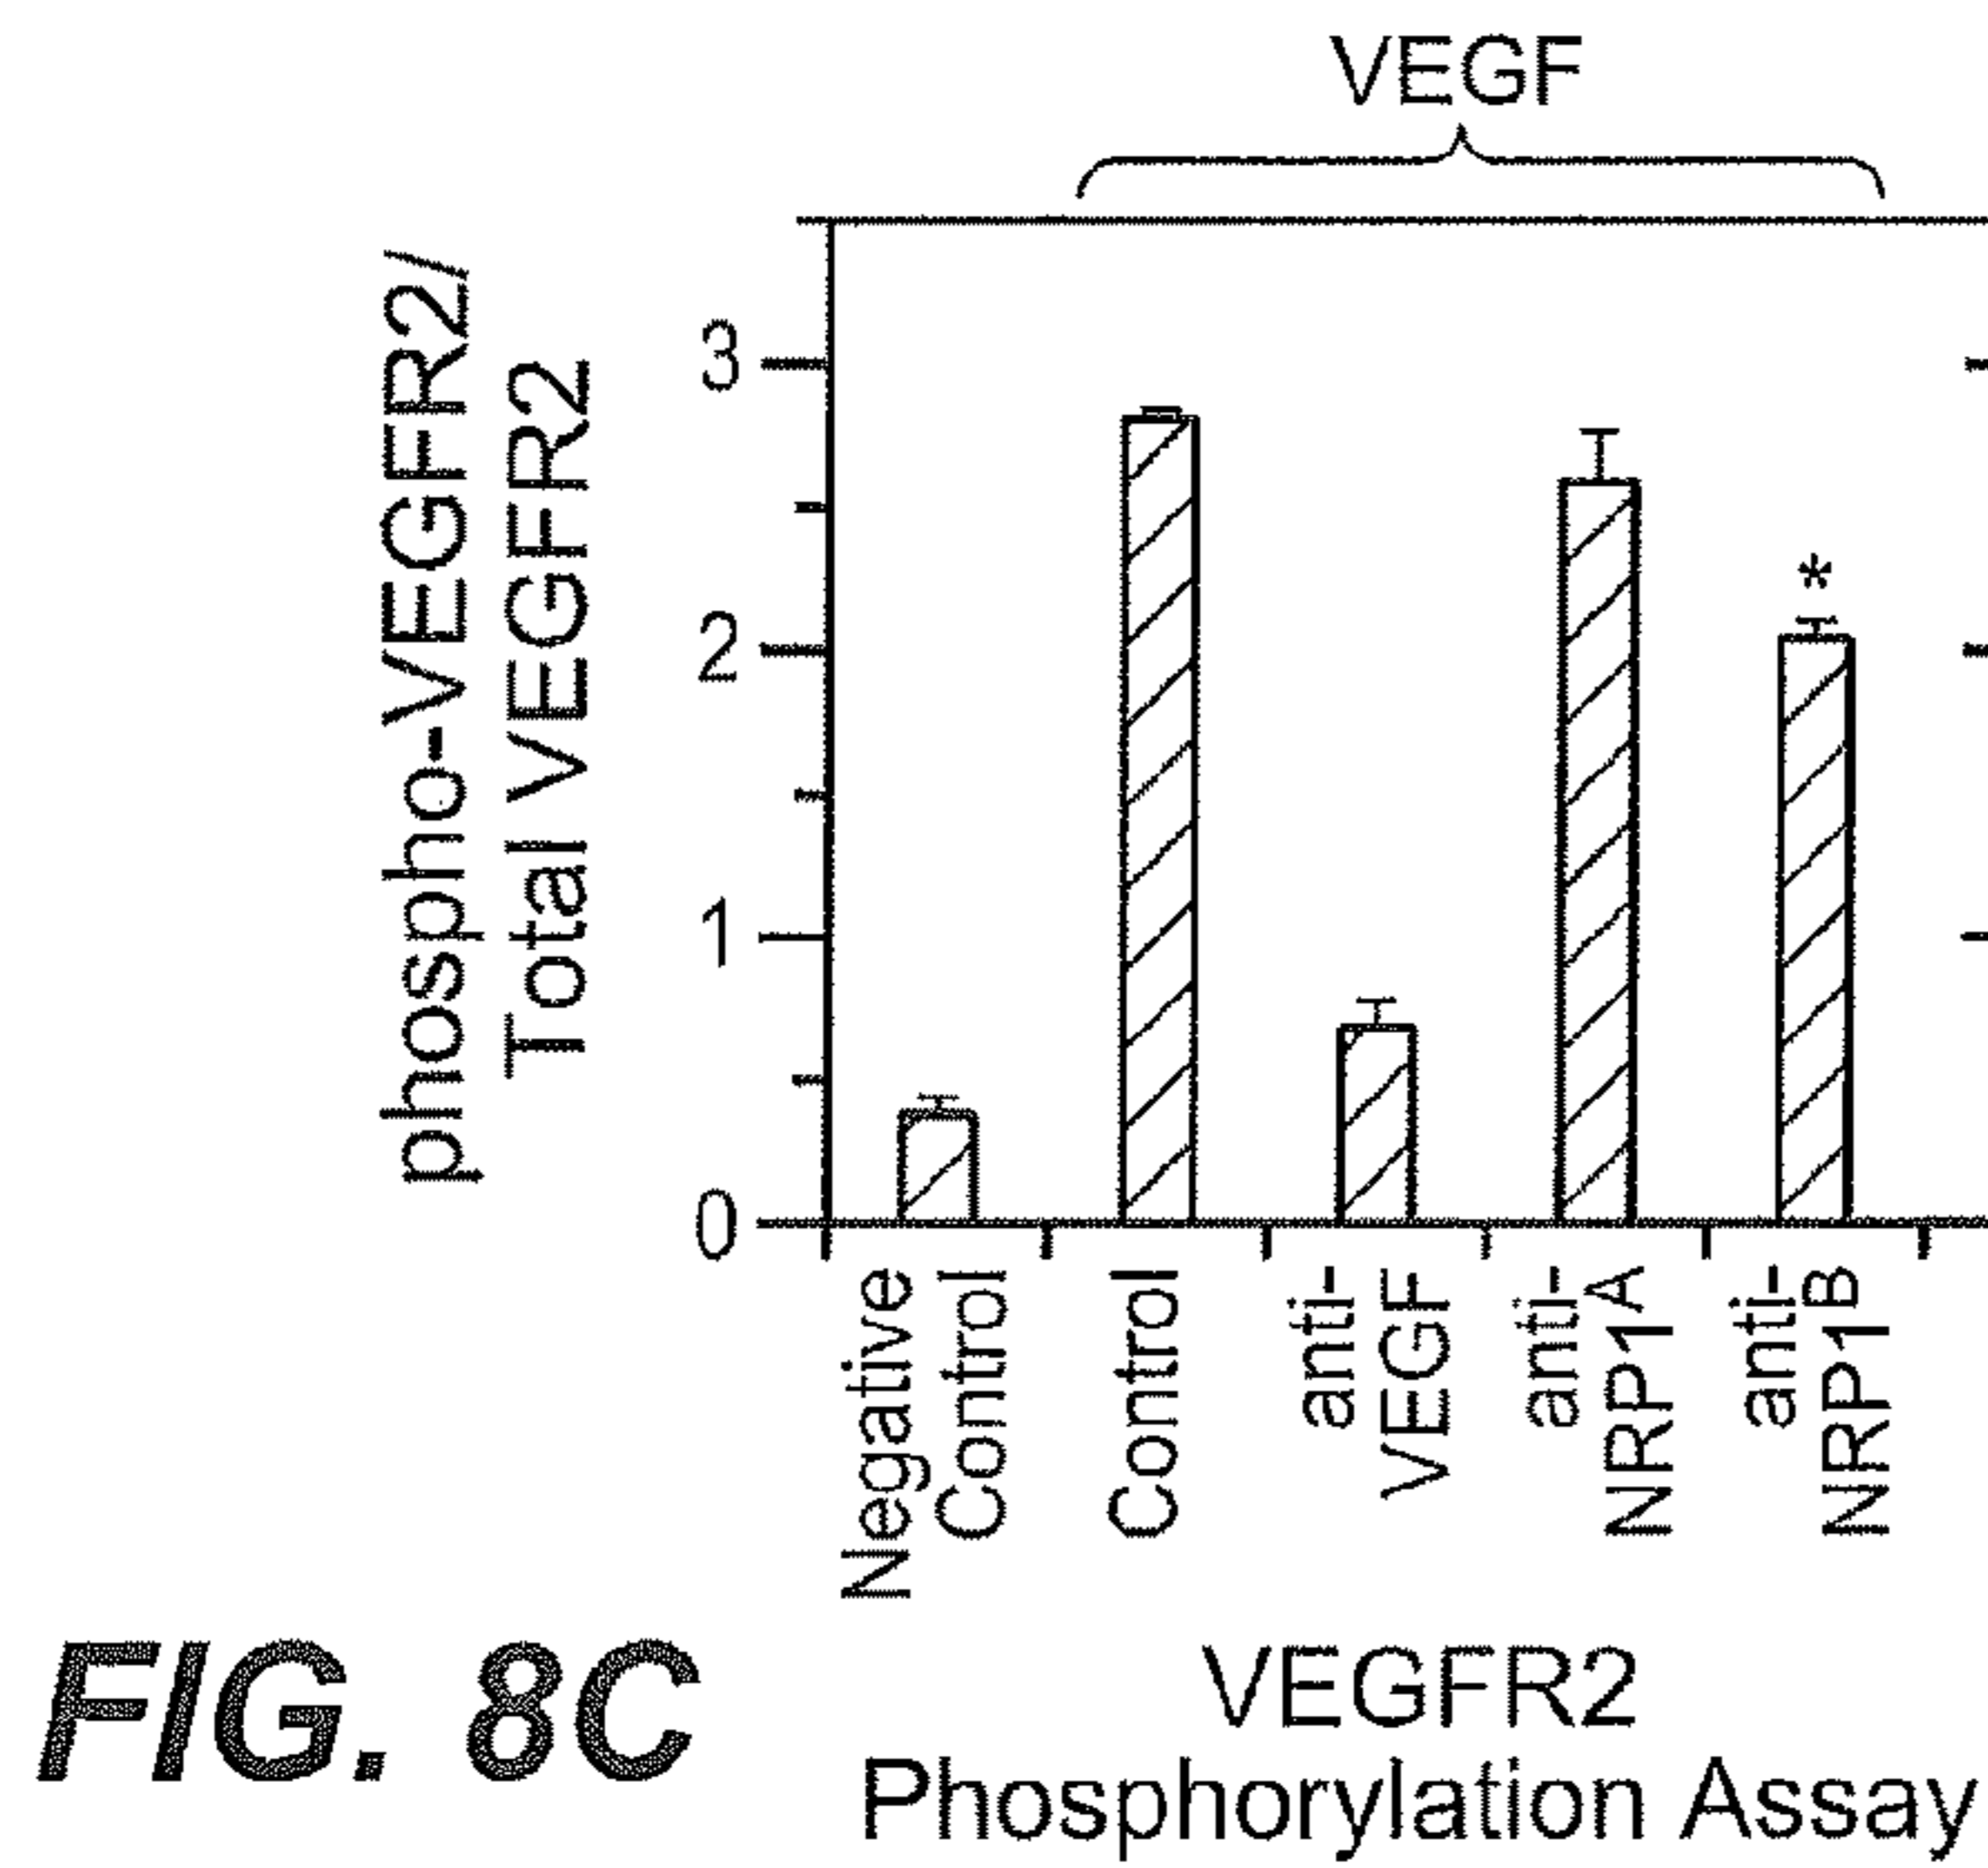 VEGF
phospho-VEGFR2/
Total VEGFR2
3
2
1
0
*
Negative
Control
Control
anti-
VEGF
anti-
NRP1A
anti-
NRP1B
FIG. 8C
VEGFR2
Phosphorylation Assay